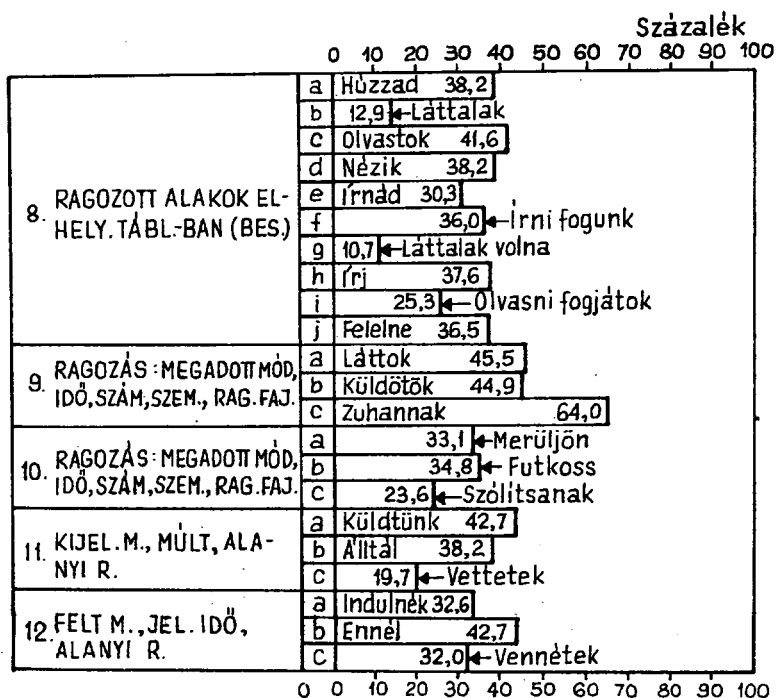 Százalék
0 10 20 30 40 50 60 70 80 90 100
8. RAGOZOTT ALAKOK EL-
HELY. TÁBL.-BAN (BES.)
a Húzzad 38,2
b 12,9 Láttalak
c Olvastok 41,6
d Nézik 38,2
e Írnád 30,3
f 36,0 Írni fogunk
g 10,7 Láttalak volna
h Írj 37,6
i 25,3 Olvasni fogjátok
j Felelne 36,5
9. RAGOZÁS: MEGADOTT MÓD,
IDŐ, SZÁM, SZEM., RAG. FAJ.
a Láttok 45,5
b Küldötök 44,9
c Zuhannak 64,0
10. RAGOZÁS: MEGADOTT MÓD,
IDŐ, SZÁM, SZEM., RAG. FAJ.
a 33,1 Merüljön
b 34,8 Futkoss
c 23,6 Szólítsanak
11. KIJEL. M., MÚLT, ALA-
NYI R.
a Küldtünk 42,7
b Álltál 38,2
c 19,7 Vettetek
12. FELT M., JEL. IDŐ,
ALANYI R.
a Indulnék 32,6
b Ennél 42,7
c 32,0 Vennétek
0 0 10 20 30 40 50 60 70 80 90 100